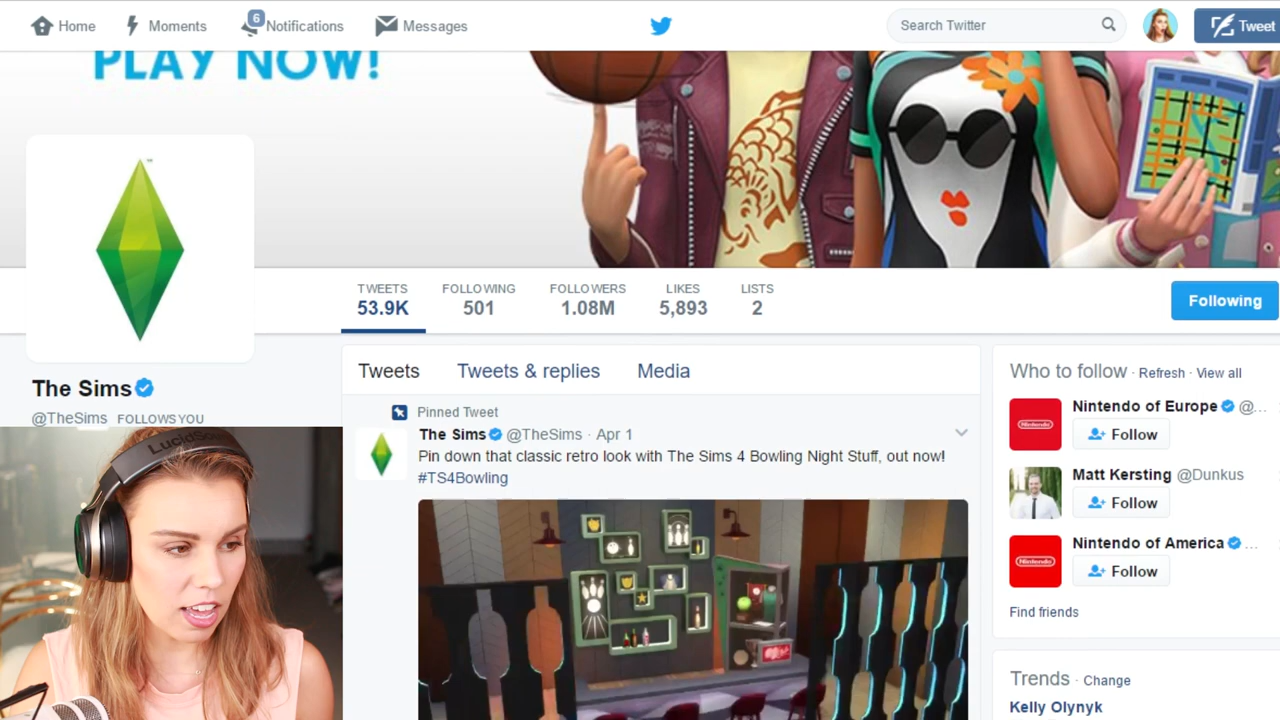 Home
Moments
6
Notifications
Messages
Search Twitter
Tweet
PLAY NOW!
TWEETS
53.9K
FOLLOWING
501
FOLLOWERS
1.08M
LIKES
5,893
LISTS
2
Following
The Sims
@TheSims FOLLOWS YOU
Tweets
Tweets & replies
Media
Pinned Tweet
The Sims @TheSims · Apr 1
Pin down that classic retro look with The Sims 4 Bowling Night Stuff, out now!
#TS4Bowling
Who to follow · Refresh · View all
Nintendo of Europe @...
Nintendo
Follow
Matt Kersting @Dunkus
Follow
Nintendo of America ...
Nintendo
Follow
Find friends
Trends · Change
Kelly Olynyk